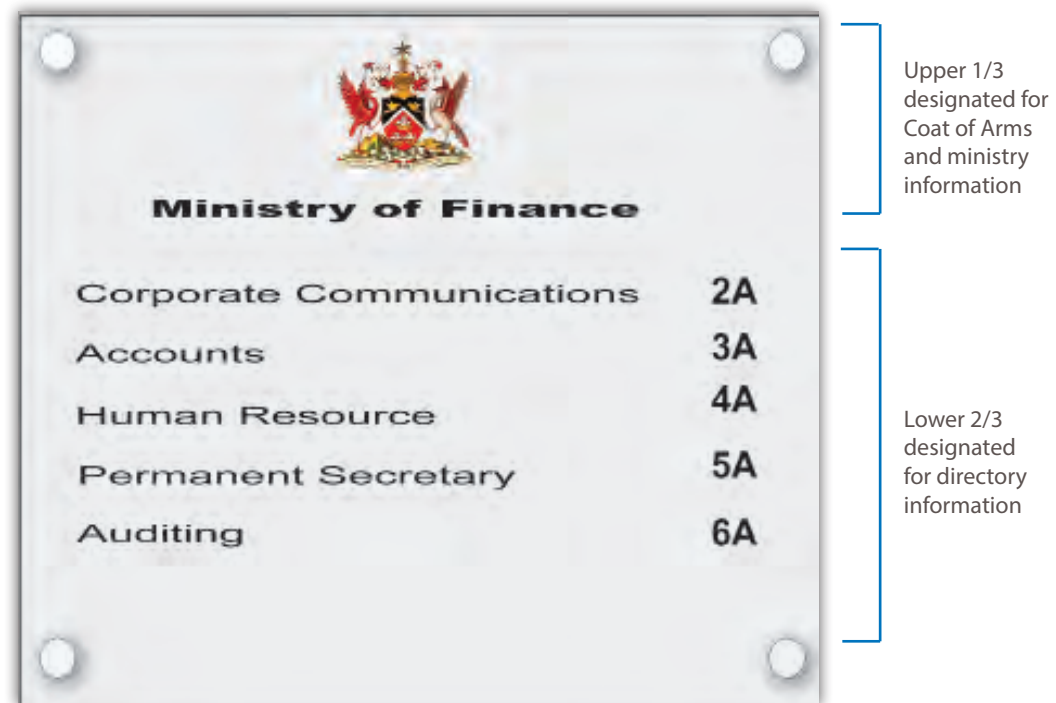 Ministry of Finance
Corporate Communications 2A
Accounts 3A
Human Resource 4A
Permanent Secretary 5A
Auditing 6A
Upper 1/3
designated for
Coat of Arms
and ministry
information
Lower 2/3
designated
for directory
information